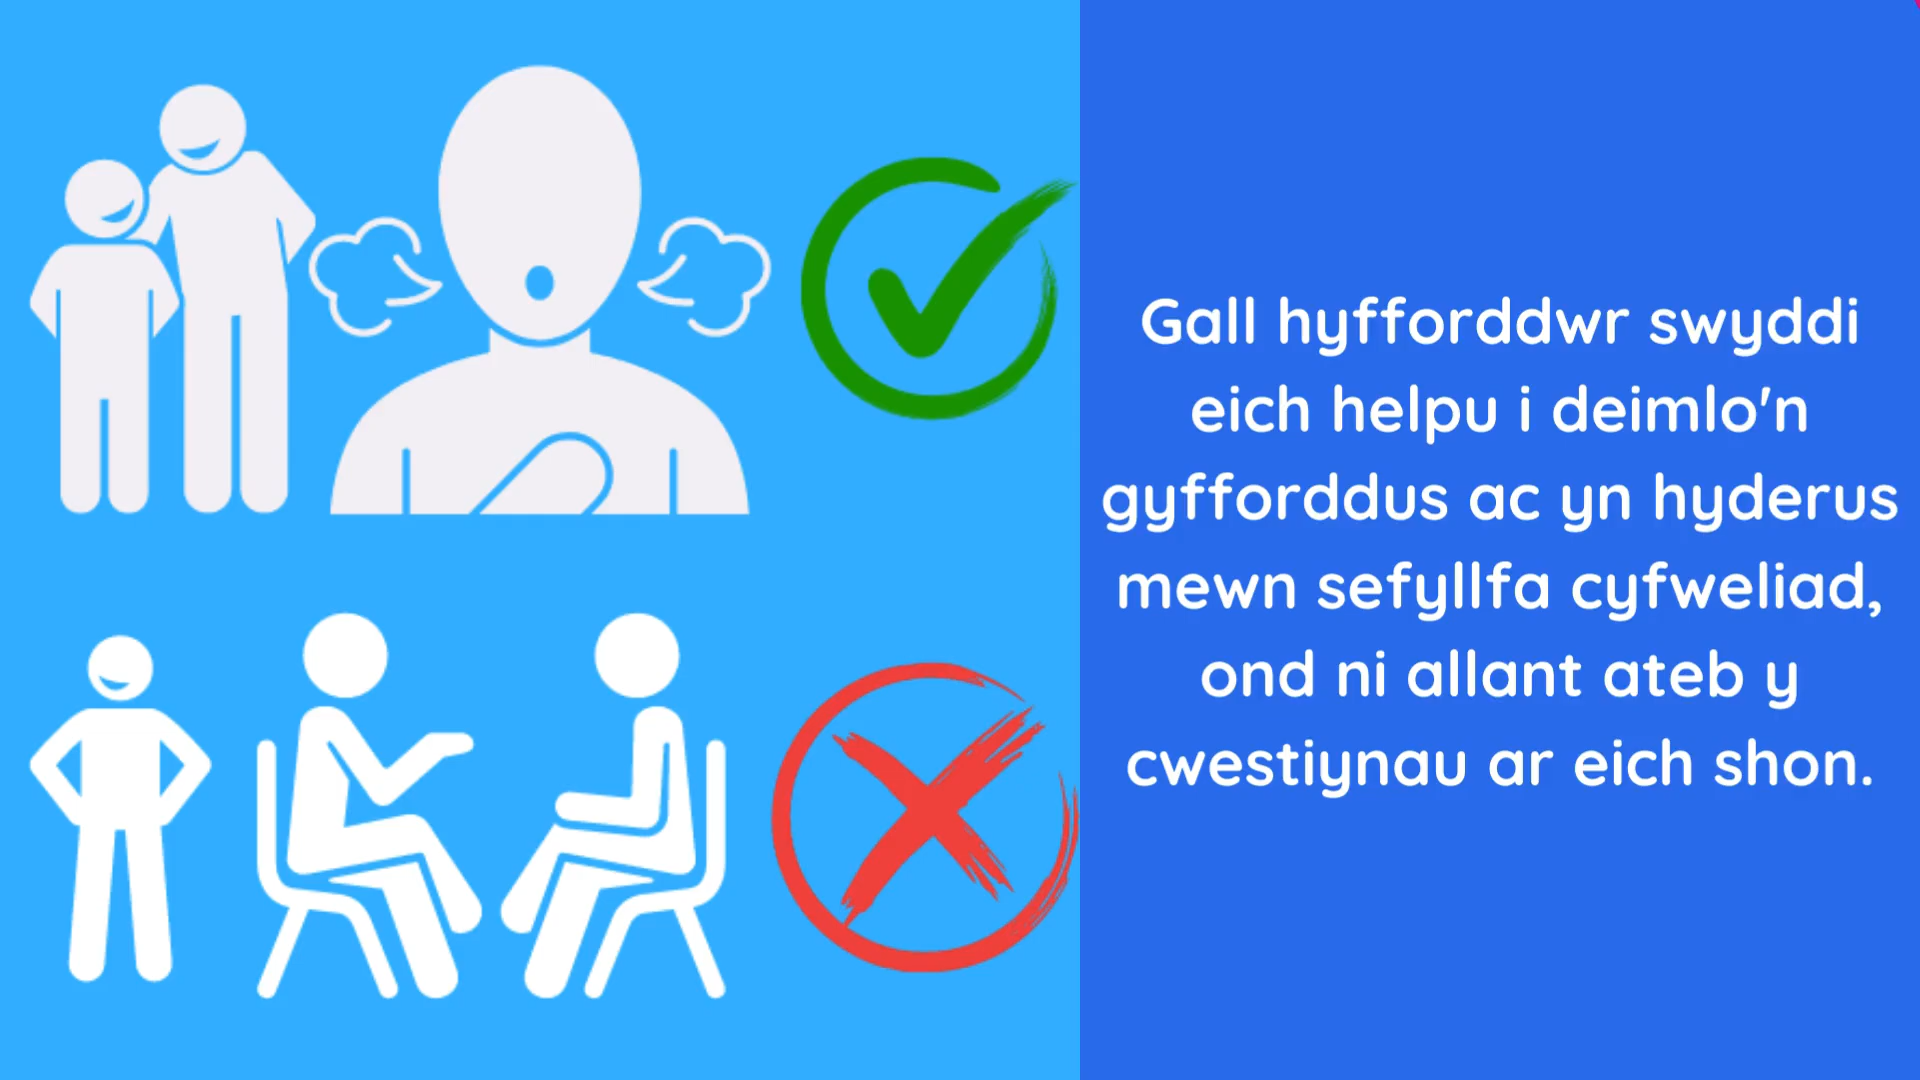 Gall hyfforddwr swyddi
eich helpu i deimlo'n
gyfforddus ac yn hyderus
mewn sefyllfa cyfweliad,
ond ni allant ateb y
cwestiynau ar eich shon.